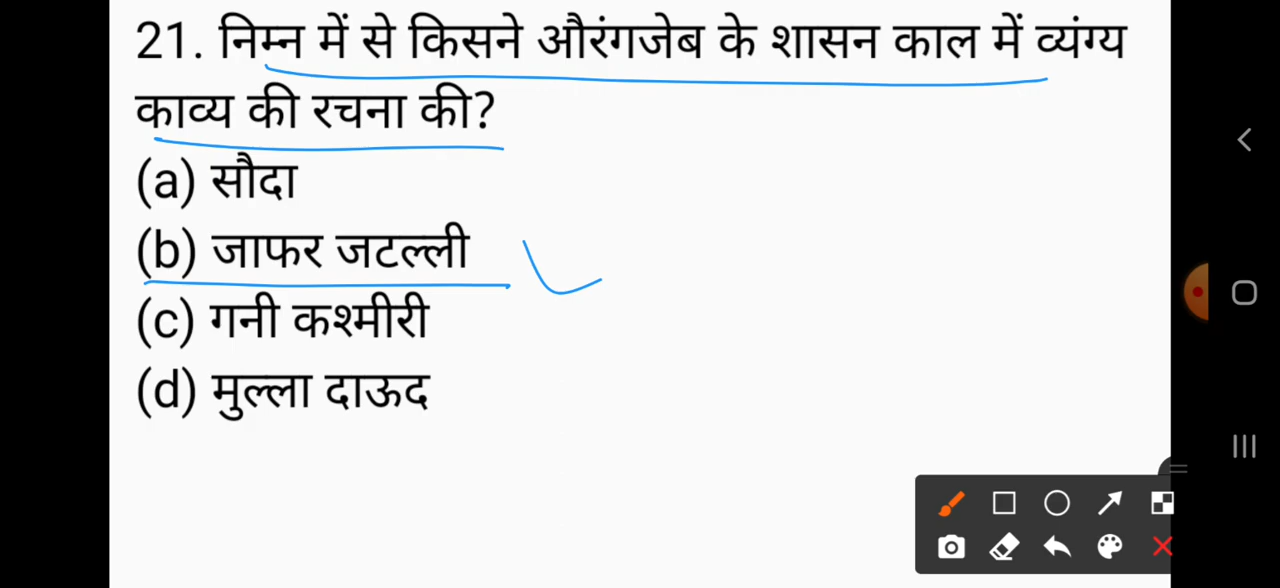 21. निम्न में से किसने औरंगजेब के शासन काल में व्यंग्य
काव्य की रचना की?
(a) सौदा
(b) जाफर जटल्ली
(c) गनी कश्मीरी
(d) मुल्ला दाऊद